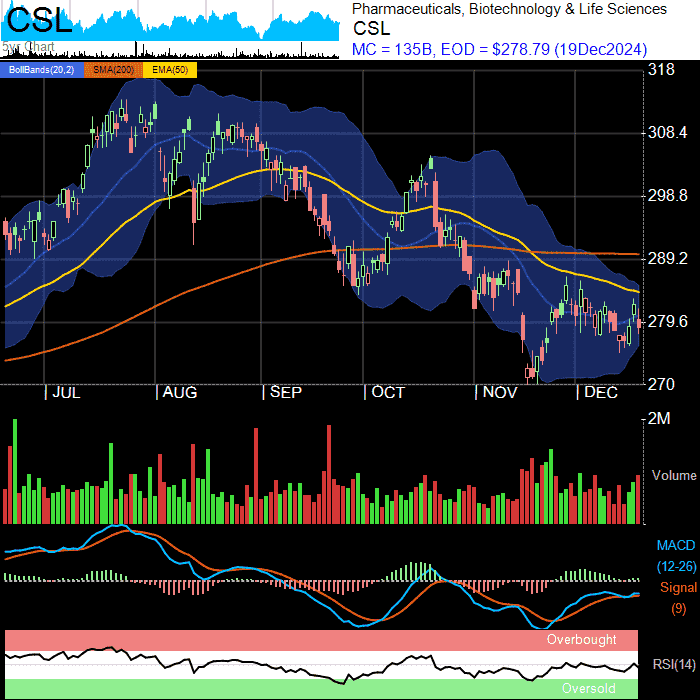 CSL
5yr Chart
Pharmaceuticals, Biotechnology & Life Sciences
CSL
MC = 135B, EOD = $278.79 (19Dec2024)
BollBands(20,2) SMA(200) EMA(50)
318
308.4
298.8
289.2
279.6
270
| JUL | AUG | SEP | OCT | NOV | DEC
2M
Volume
MACD
(12-26)
Signal
(9)
Overbought
RSI(14)
Oversold